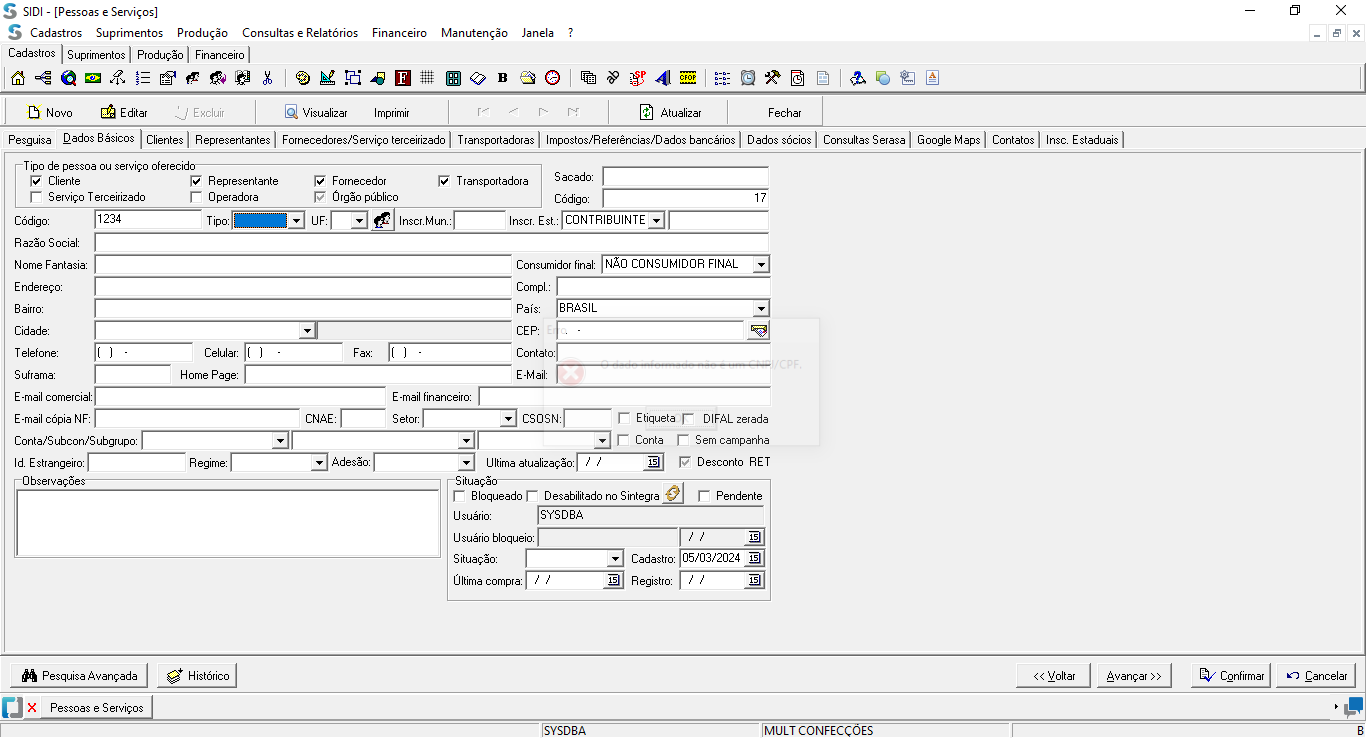 SIDI - [Pessoas e Serviços]
Cadastros Suprimentos Produção Consultas e Relatórios Financeiro Manutenção Janela ?
Cadastros Suprimentos Produção Financeiro
Novo Editar Excluir Visualizar Imprimir Atualizar Fechar
Pesquisa Dados Básicos Clientes Representantes Fornecedores/Serviço terceirizado Transportadoras Impostos/Referências/Dados bancários Dados sócios Consultas Serasa Google Maps Contatos Insc. Estaduais
Tipo de pessoa ou serviço oferecido
Cliente Representante Fornecedor Transportadora Sacado:
Serviço Terceirizado Operadora Órgão público Código: 17
Código: 1234 Tipo: UF: Inscr.Mun.: Inscr. Est.: CONTRIBUINTE
Razão Social:
Nome Fantasia: Consumidor final: NÃO CONSUMIDOR FINAL
Endereço: Compl.:
Bairro: País: BRASIL
Cidade: CEP: Erro . -
Telefone: ( ) - Celular: ( ) - Fax: ( ) - Contato:
O dado informado não é um CNPJ/CPF.
Suframa: Home Page: E-Mail:
E-mail comercial: E-mail financeiro:
E-mail cópia NF: CNAE: Setor: CSOSN: Etiqueta DIFAL zerada
Conta/Subcon/Subgrupo: Conta Sem campanha
Id. Estrangeiro: Regime: Adesão: Ultima atualização: / / 15 Desconto RET
Observações Situação
Bloqueado Desabilitado no Sintegra Pendente
Usuário: SYSDBA
Usuário bloqueio: / / 15
Situação: Cadastro: 05/03/2024 15
Última compra: / / 15 Registro: / / 15
Pesquisa Avançada Histórico << Voltar Avançar >> Confirmar Cancelar
Pessoas e Serviços
SYSDBA MULT CONFECÇÕES B